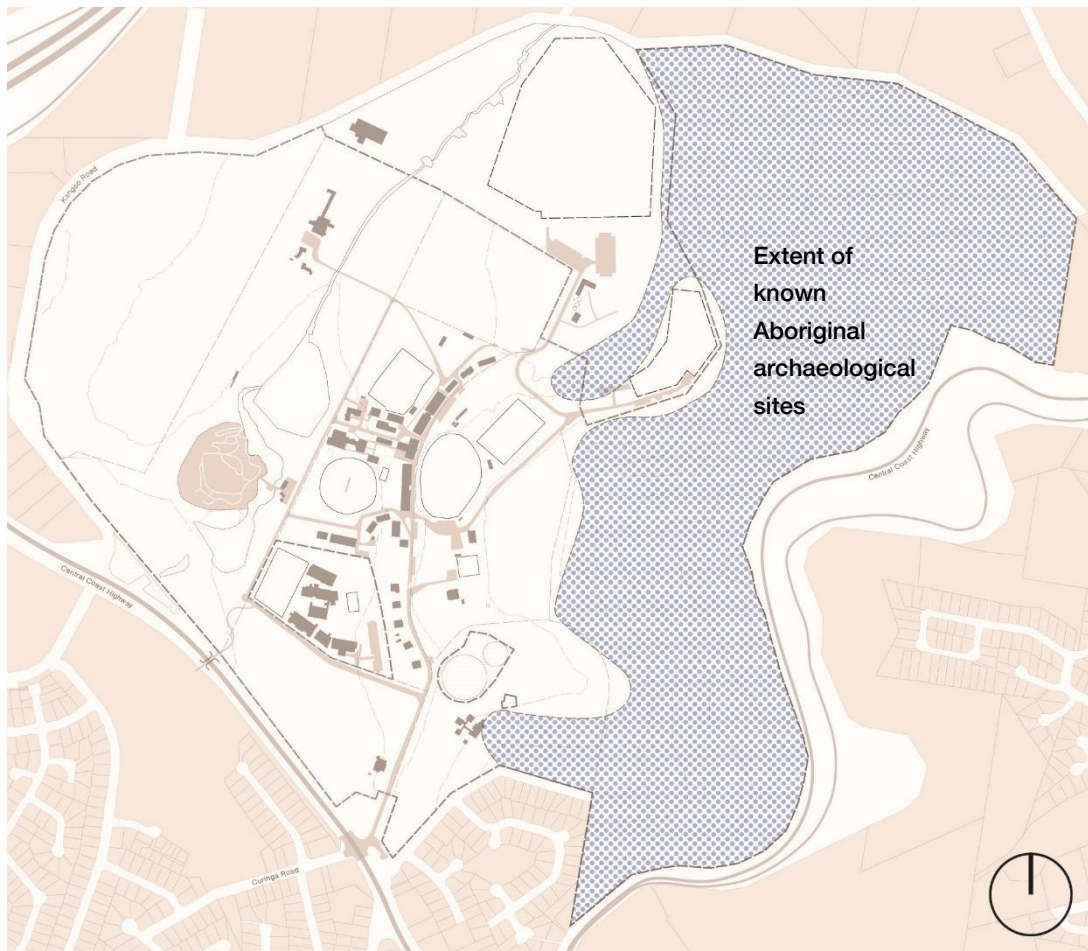 Kangoo Road
Extent of
known
Aboriginal
archaeological
sites
Central Coast Highway
Central Coast Highway
Curinga Road